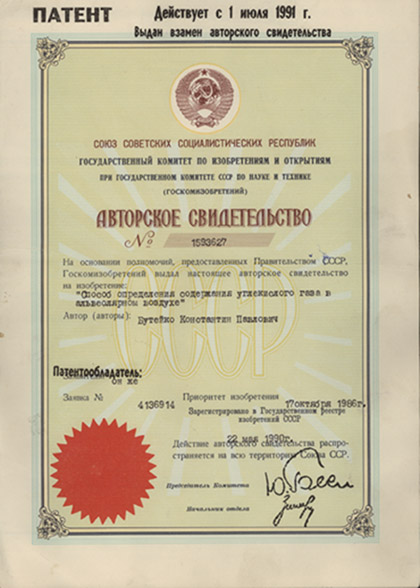 ПАТЕНТ Действует с 1 июля 1991 г.
Выдан взамен авторского свидетельства
СОЮЗ СОВЕТСКИХ СОЦИАЛИСТИЧЕСКИХ РЕСПУБЛИК
ГОСУДАРСТВЕННЫЙ КОМИТЕТ ПО ИЗОБРЕТЕНИЯМ И ОТКРЫТИЯМ
ПРИ ГОСУДАРСТВЕННОМ КОМИТЕТЕ СССР ПО НАУКЕ И ТЕХНИКЕ
(ГОСКОМИЗОБРЕТЕНИЙ)
АВТОРСКОЕ СВИДЕТЕЛЬСТВО
№ 1593627
На основании полномочий, предоставленных Правительством СССР,
Госкомизобретений выдал настоящее авторское свидетельство
на изобретение:
"Способ определения содержания углекислого газа в
альвеолярном воздухе"
Автор (авторы): Бутейко Константин Павлович
СССР
Патентообладатель:
он же
Заявка № 4136914 Приоритет изобретения 17октября 1986г.
Зарегистрировано в Государственном реестре
изобретений СССР
22 мая 1990г.
Действие авторского свидетельства распро-
страняется на всю территорию Союза ССР.
Председатель Комитета
Начальник отдела